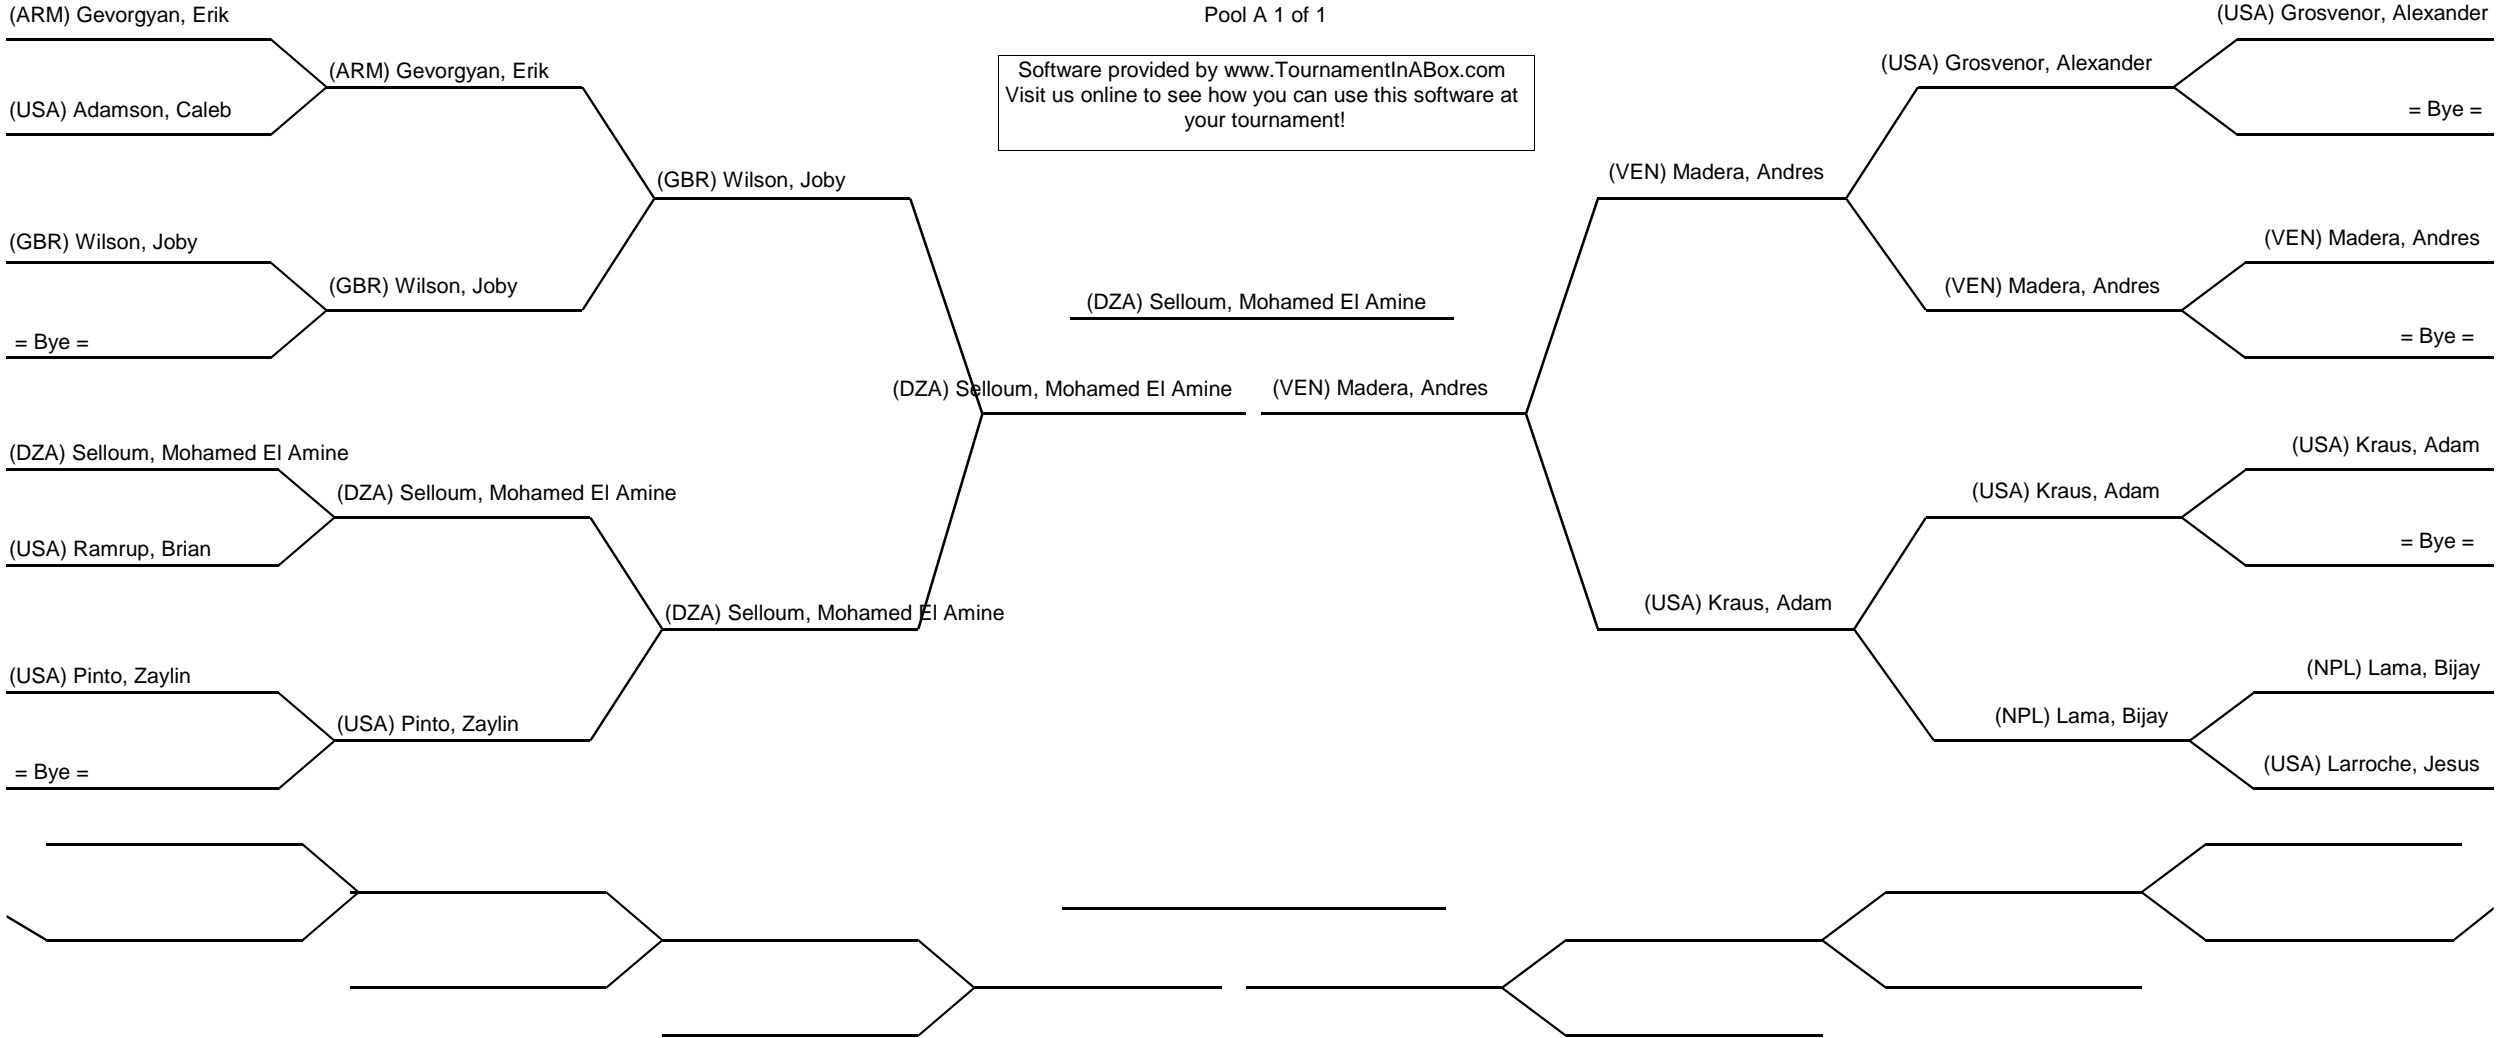 (ARM) Gevorgyan, Erik
Pool A 1 of 1
(USA) Grosvenor, Alexander
(ARM) Gevorgyan, Erik
Software provided by www.TournamentInABox.com
Visit us online to see how you can use this software at
your tournament!
(USA) Grosvenor, Alexander
(USA) Adamson, Caleb
= Bye =
(GBR) Wilson, Joby
(VEN) Madera, Andres
(GBR) Wilson, Joby
(VEN) Madera, Andres
(GBR) Wilson, Joby
(VEN) Madera, Andres
(DZA) Selloum, Mohamed El Amine
= Bye =
= Bye =
(DZA) Selloum, Mohamed El Amine
(VEN) Madera, Andres
(DZA) Selloum, Mohamed El Amine
(USA) Kraus, Adam
(DZA) Selloum, Mohamed El Amine
(USA) Kraus, Adam
(USA) Ramrup, Brian
= Bye =
(DZA) Selloum, Mohamed El Amine
(USA) Kraus, Adam
(USA) Pinto, Zaylin
(NPL) Lama, Bijay
(USA) Pinto, Zaylin
(NPL) Lama, Bijay
= Bye =
(USA) Larroche, Jesus